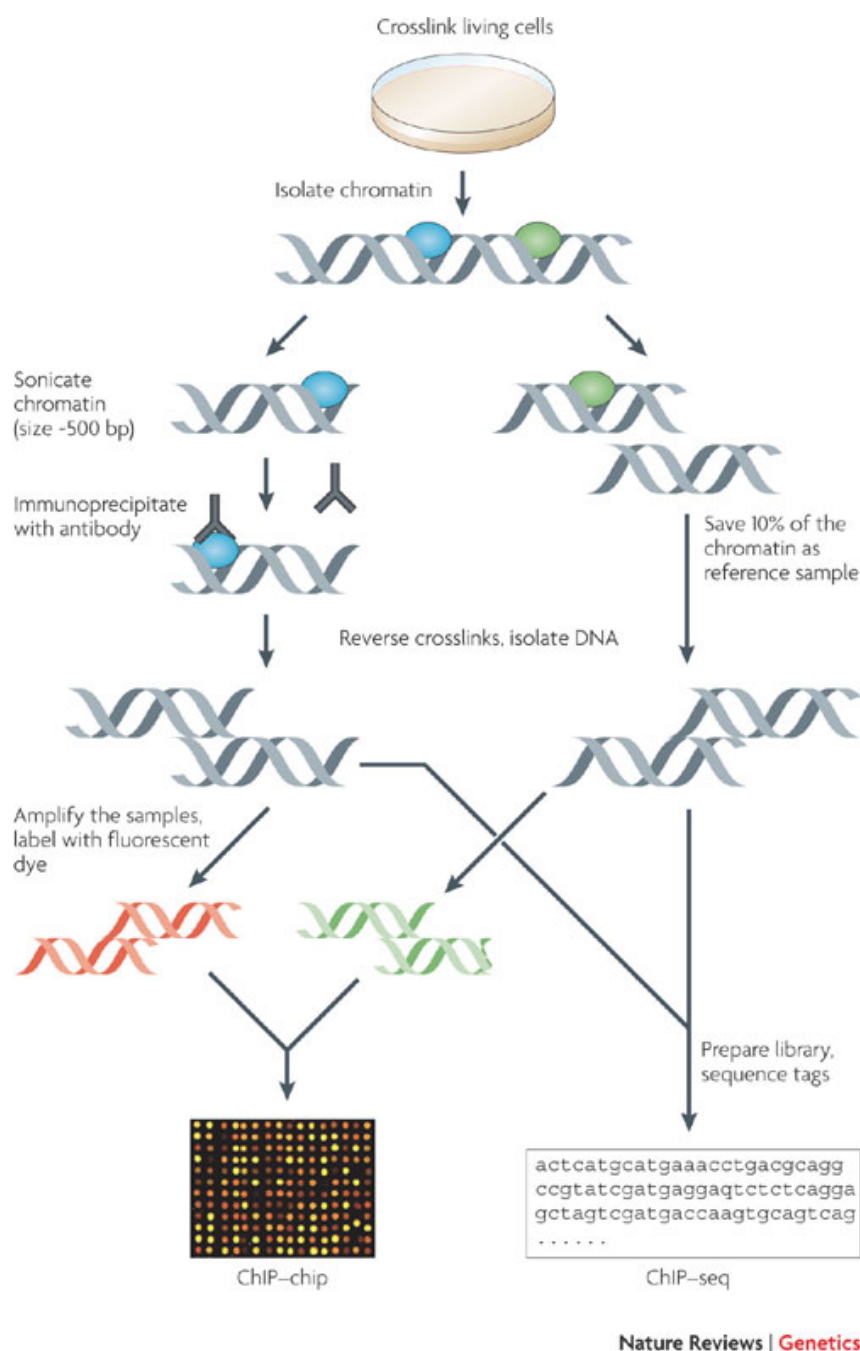 Crosslink living cells
Isolate chromatin
Sonicate
chromatin
(size ~500 bp)
Immunoprecipitate
with antibody
Save 10% of the
chromatin as
reference sample
Reverse crosslinks, isolate DNA
Amplify the samples,
label with fluorescent
dye
Prepare library,
sequence tags
actcatgcatgaaacctgacgcagg
ccgtatcgatgaggaqtctctcagga
gctagtcgatgaccaagtgcagtcag
......
ChIP–chip
ChIP–seq
Nature Reviews | Genetics